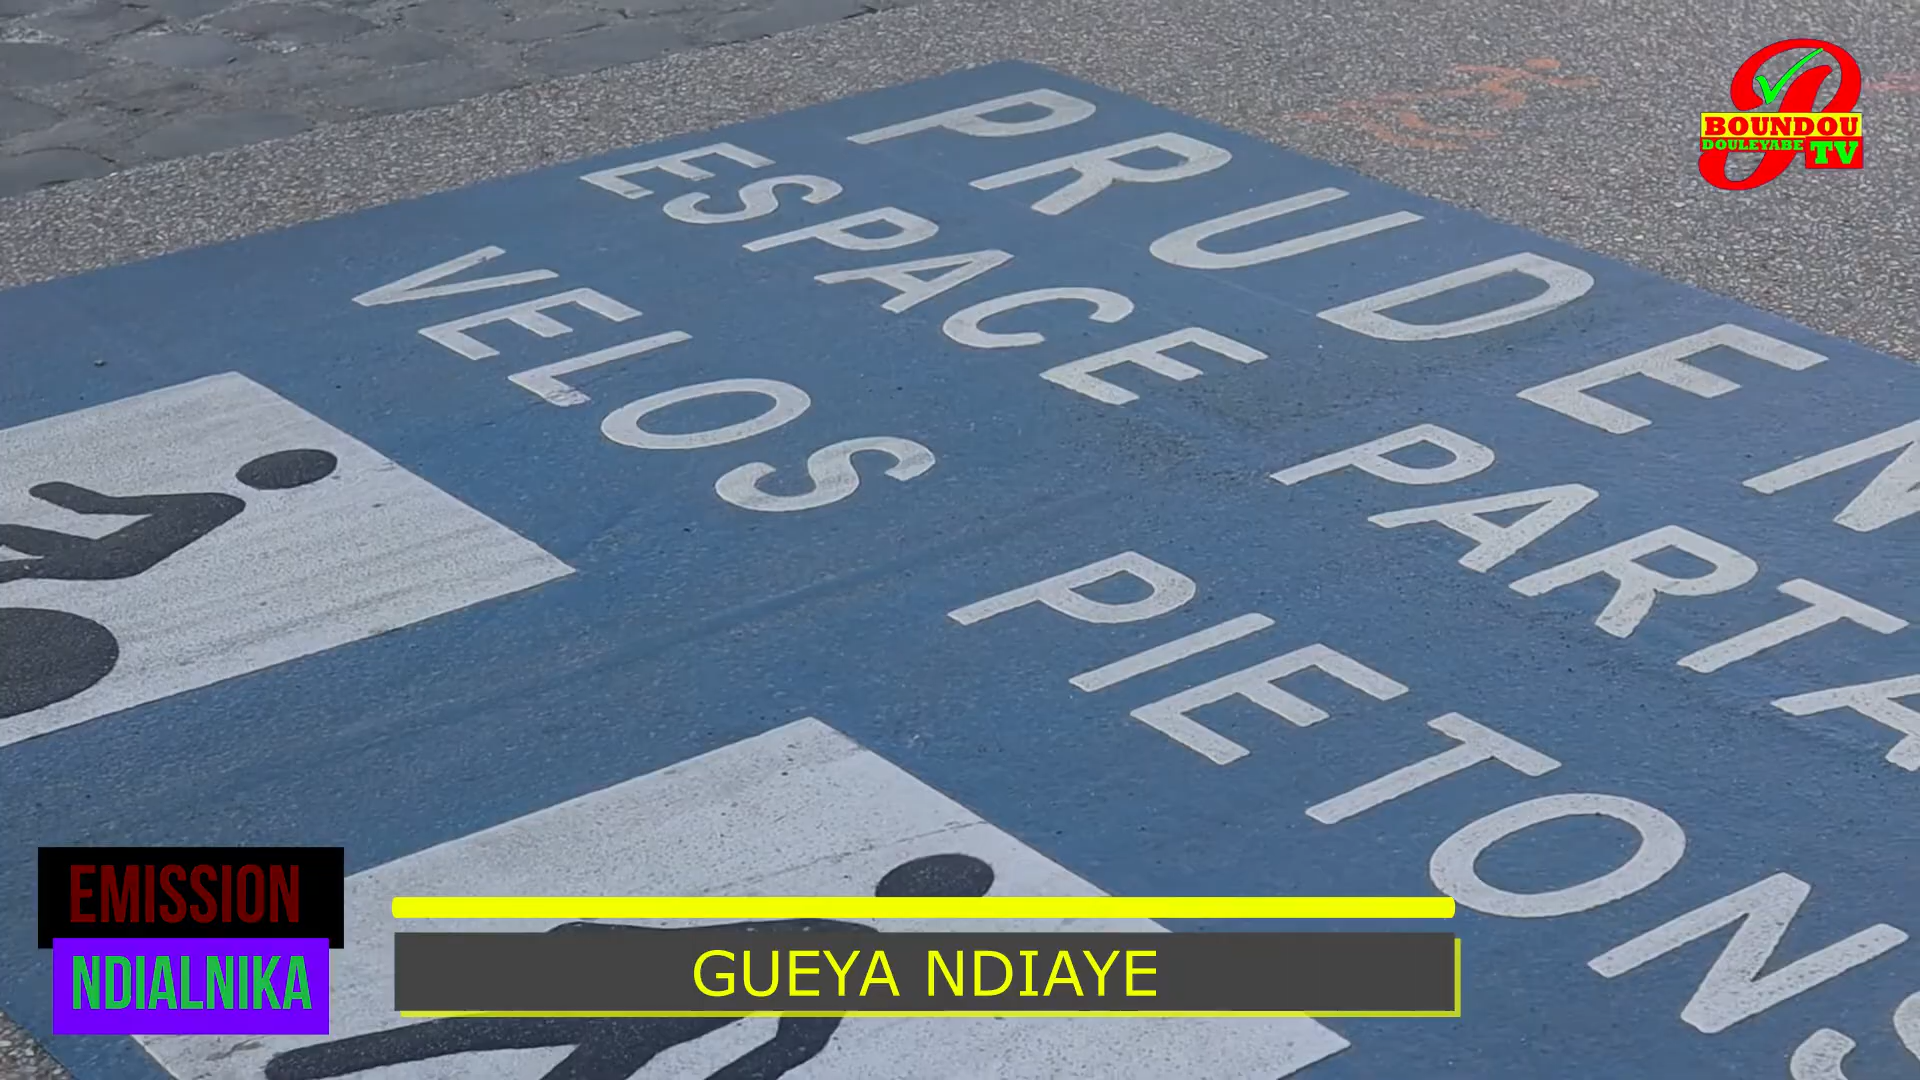 BOUNDOU
DOULEYABE TV
PRUDEN
ESPACE PARTA
VELOS PIETONS
EMISSION
NDIALNIKA
GUEYA NDIAYE